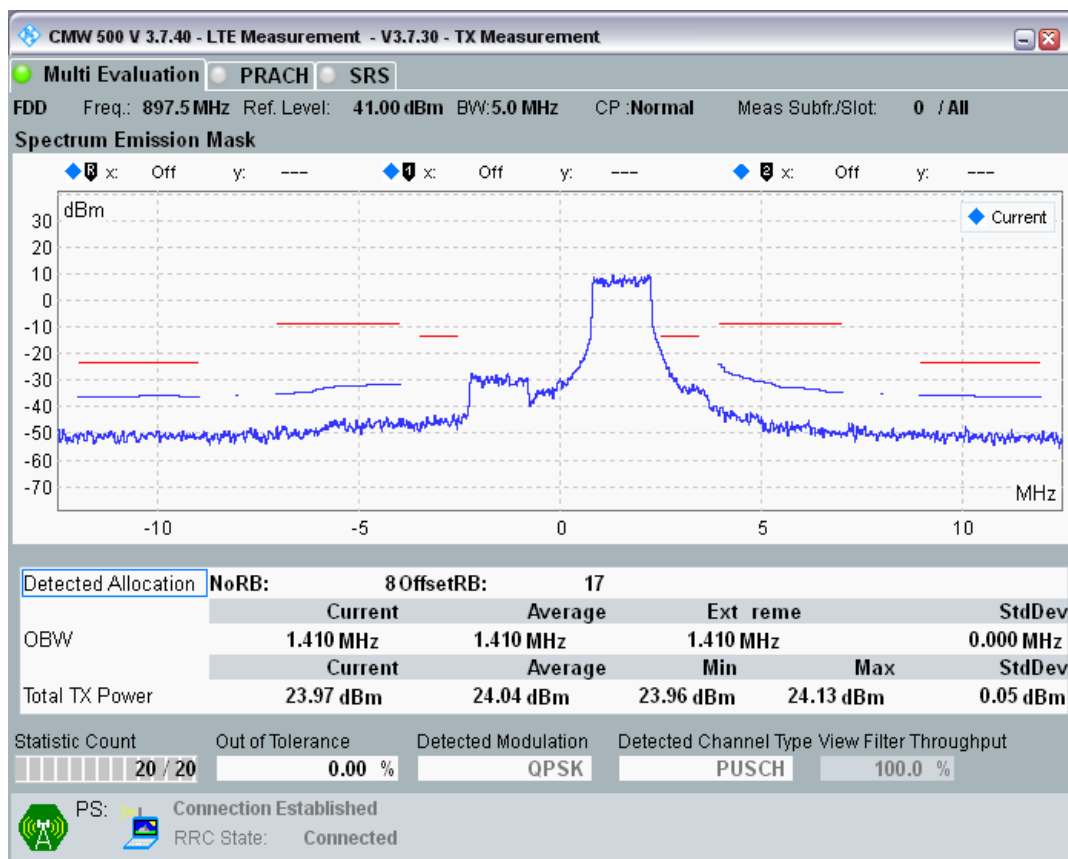 CMW 500 V 3.7.40 - LTE Measurement - V3.7.30 - TX Measurement
Multi Evaluation PRACH SRS
FDD Freq.: 897.5 MHz Ref. Level: 41.00 dBm BW:5.0 MHz CP :Normal Meas Subfr./Slot: 0 / All
Spectrum Emission Mask
R x: Off y: --- 1 x: Off y: --- 2 x: Off y: ---
dBm
Current
30
20
10
0
-10
-20
-30
-40
-50
-60
-70
MHz
-10 -5 0 5 10
Detected Allocation NoRB: 8 OffsetRB: 17
Current Average Ext reme StdDev
OBW 1.410 MHz 1.410 MHz 1.410 MHz 0.000 MHz
Current Average Min Max StdDev
Total TX Power 23.97 dBm 24.04 dBm 23.96 dBm 24.13 dBm 0.05 dBm
Statistic Count Out of Tolerance Detected Modulation Detected Channel Type View Filter Throughput
20 / 20 0.00 % QPSK PUSCH 100.0 %
PS: Connection Established
RRC State: Connected